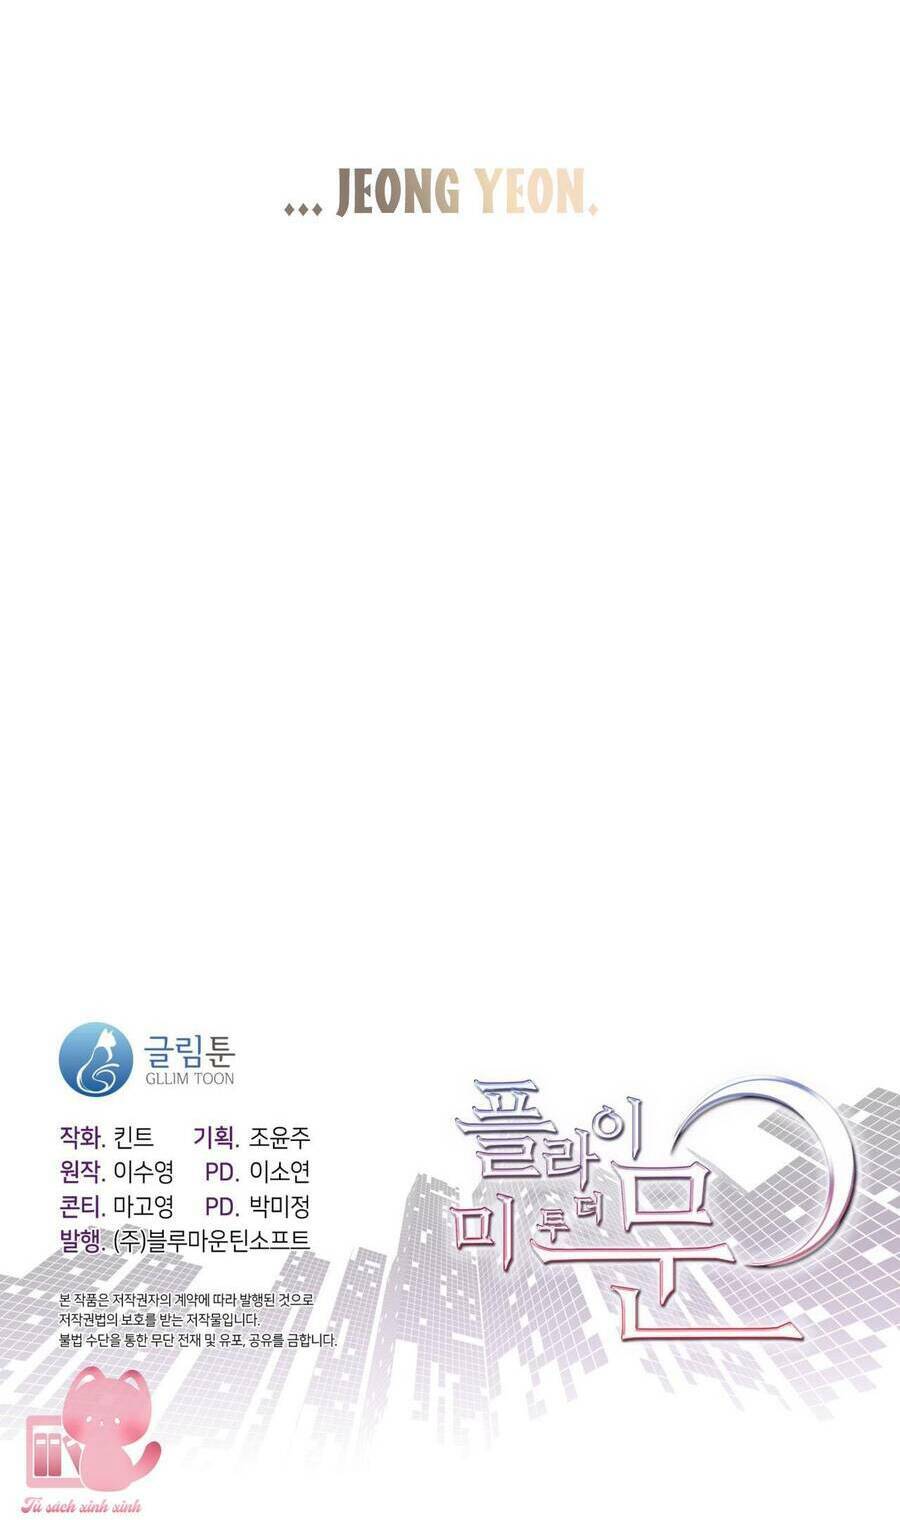 ... JEONG YEON.
글림툰
GLLIM TOON
작화. 킨트 기획. 조윤주
원작. 이수영 PD. 이소연
콘티. 마고영 PD. 박미정
발행. (주)블루마운틴소프트
본 작품은 저작권자의 계약에 따라 발행된 것으로
저작권법의 보호를 받는 저작물입니다.
불법 수단을 통한 무단 전재 및 유포, 공유를 금합니다.
플라이
미 투 더 문
Tủ sách xinh xinh